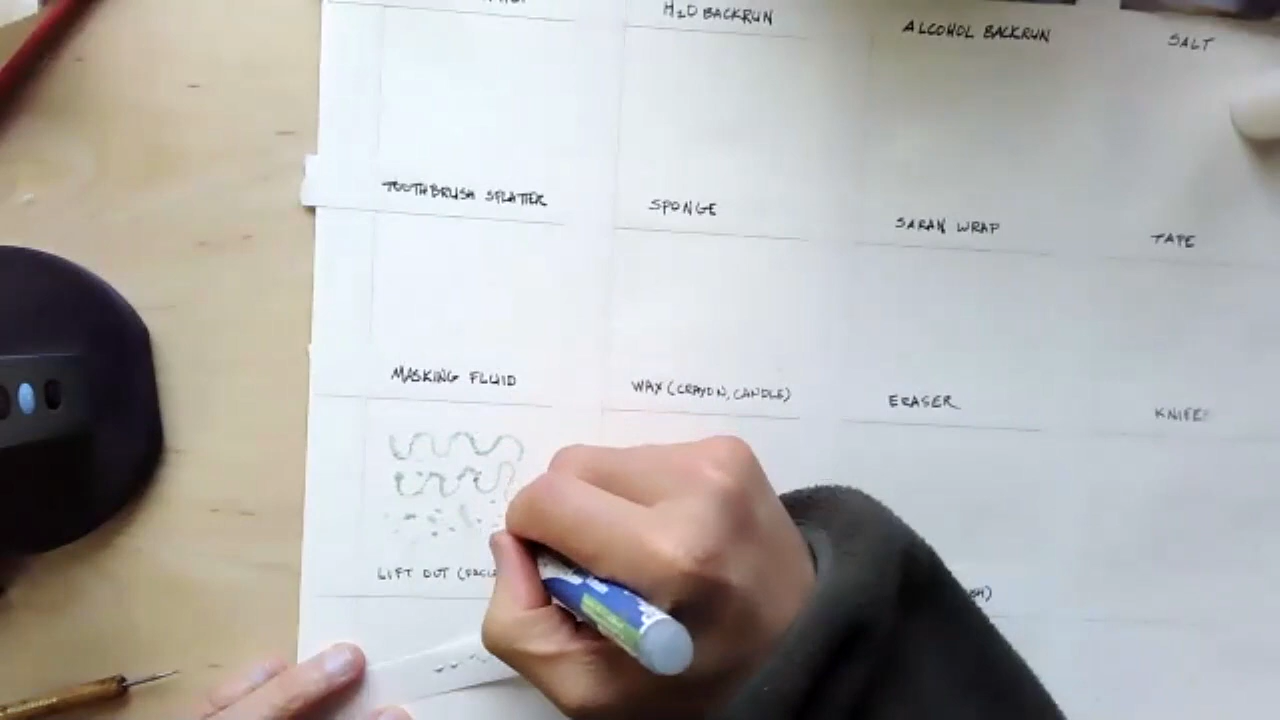 H2O BACKRUN
ALCOHOL BACKRUN
SALT
TOOTHBRUSH SPLATTER
SPONGE
SARAN WRAP
TAPE
MASKING FLUID
WAX (CRAYON, CANDLE)
ERASER
KNIFE
LIFT OUT